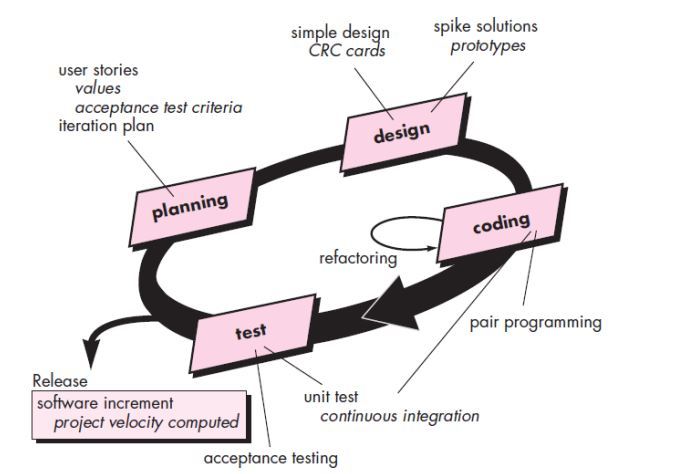 spike solutions
prototypes
simple design
CRC cards
user stories
values
acceptance test criteria
iteration plan
design
planning
coding
refactoring
test
pair programming
Release
software increment
project velocity computed
unit test
continuous integration
acceptance testing